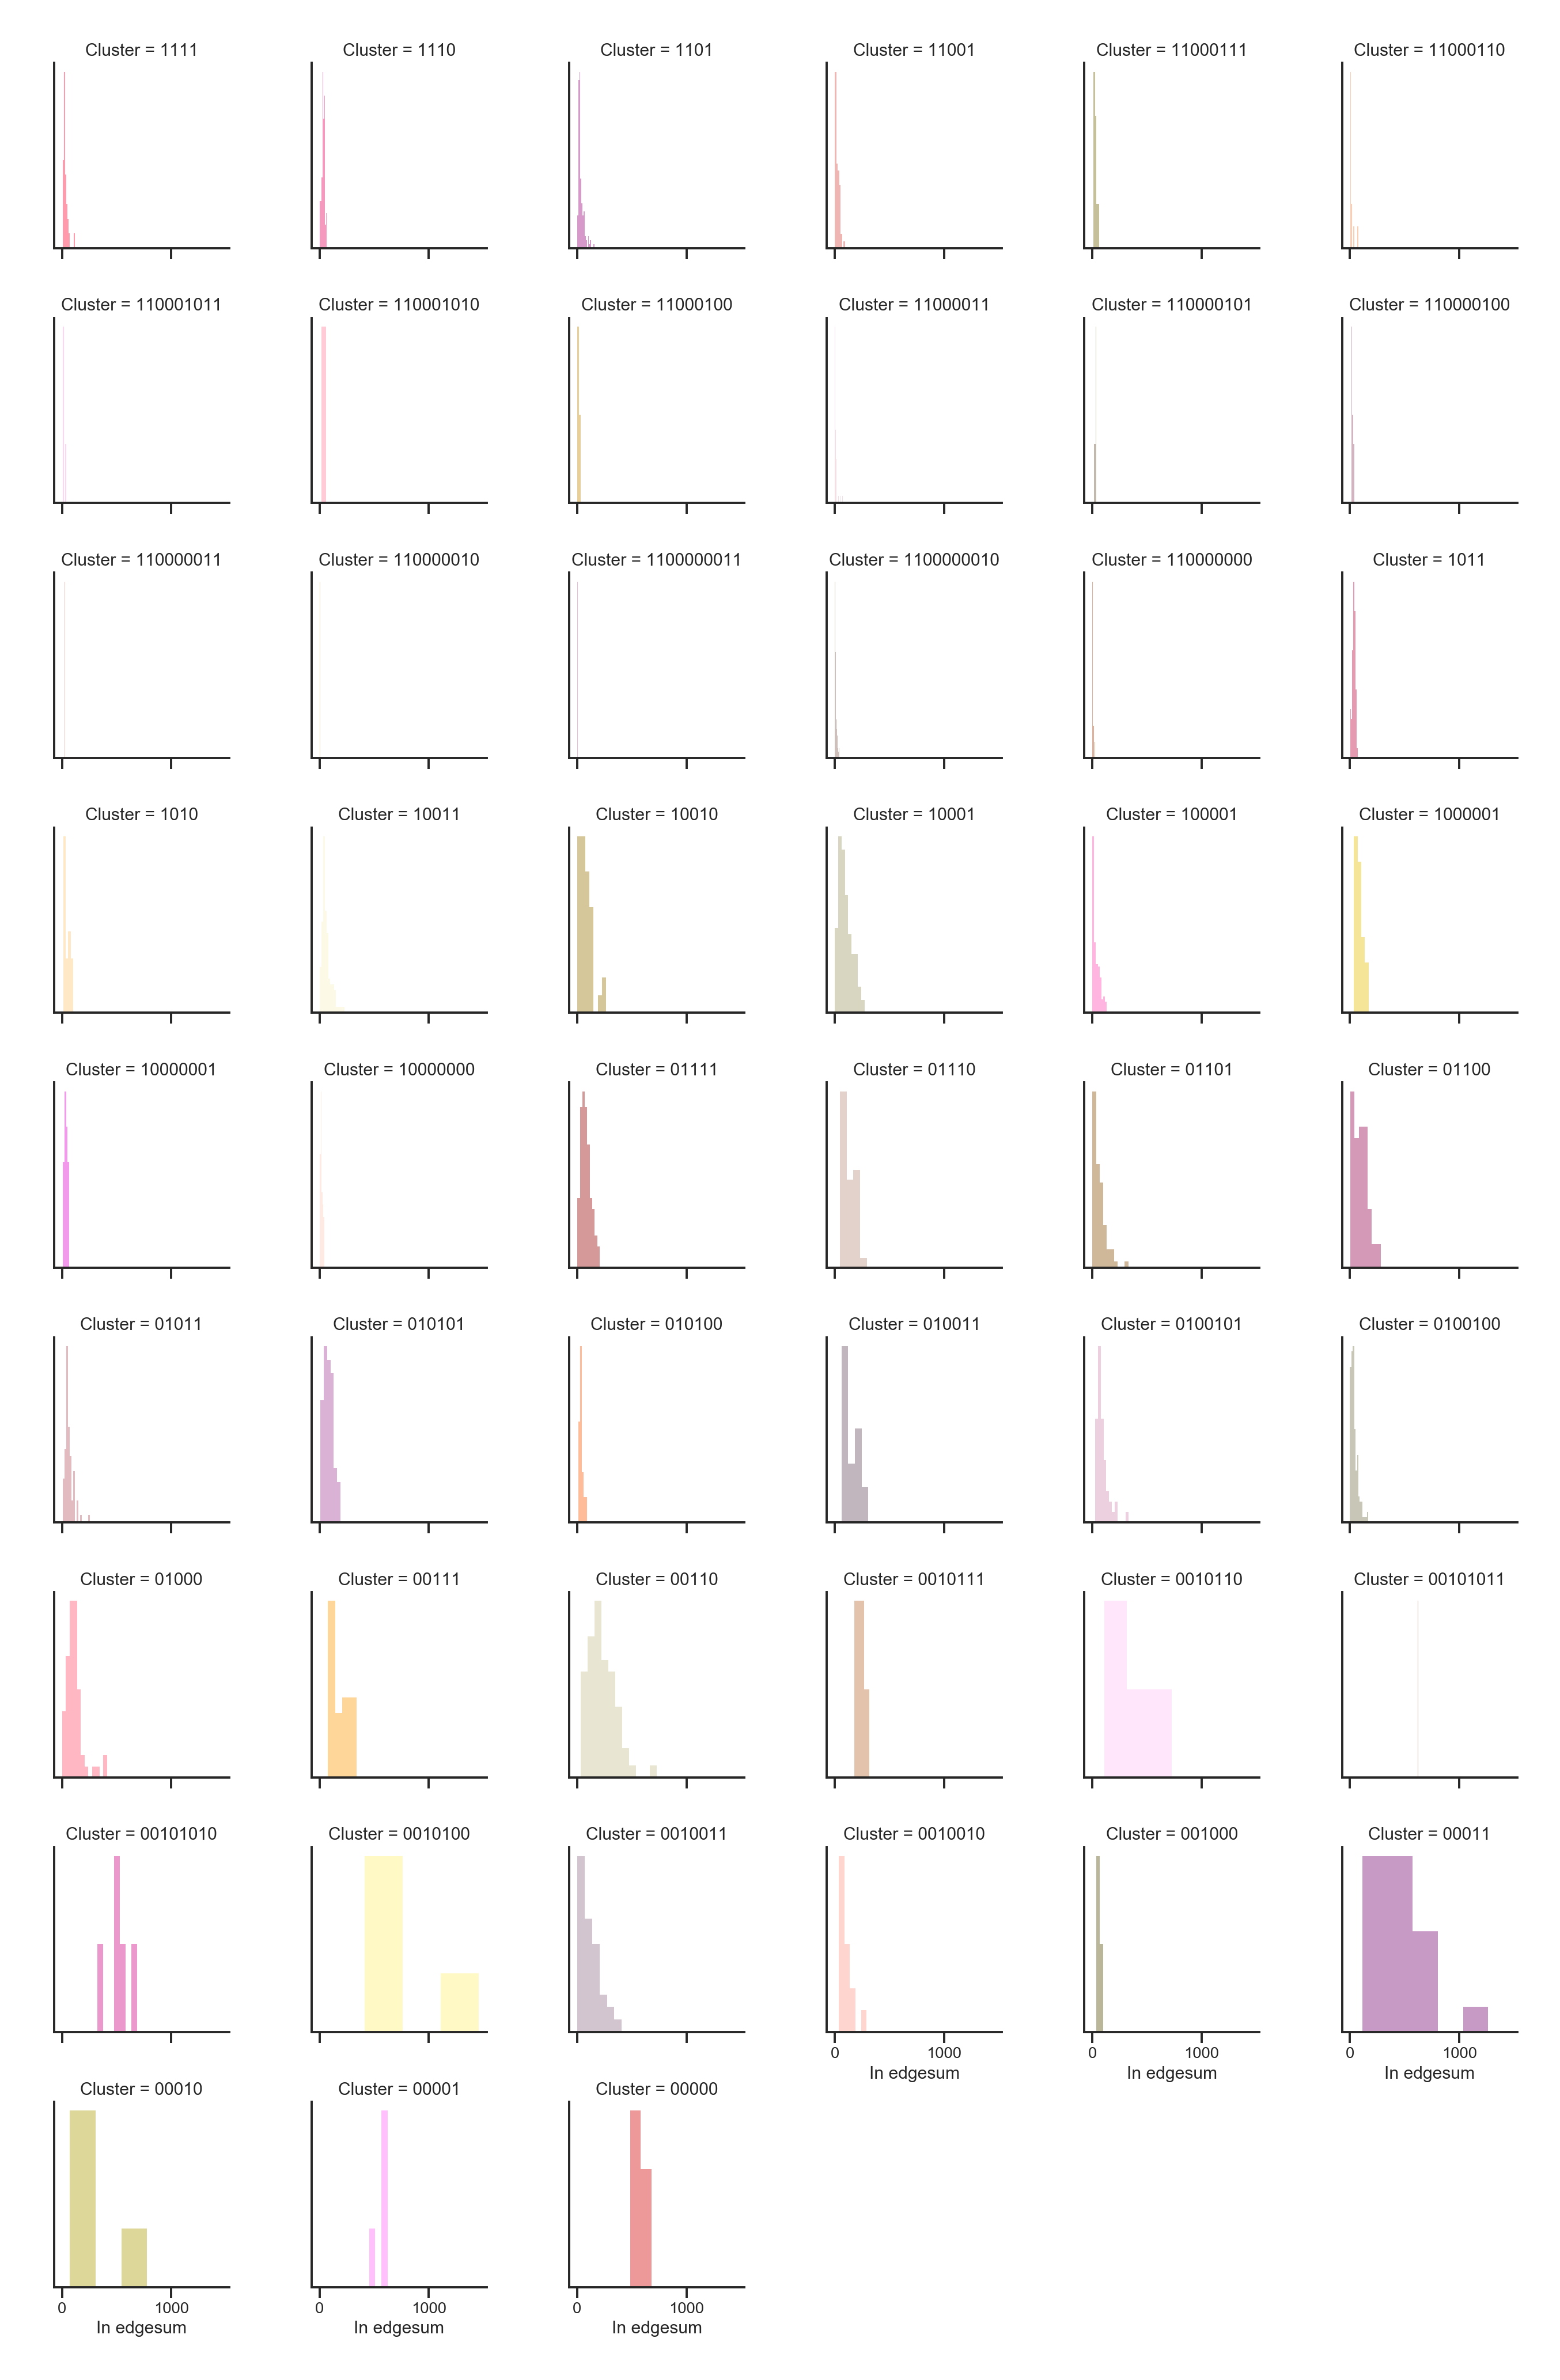 Cluster = 1111
Cluster = 1110
Cluster = 1101
Cluster = 11001
Cluster = 11000111
Cluster = 11000110
Cluster = 110001011
Cluster = 110001010
Cluster = 11000100
Cluster = 11000011
Cluster = 110000101
Cluster = 110000100
Cluster = 110000011
Cluster = 110000010
Cluster = 1100000011
Cluster = 1100000010
Cluster = 110000000
Cluster = 1011
Cluster = 1010
Cluster = 10011
Cluster = 10010
Cluster = 10001
Cluster = 100001
Cluster = 1000001
Cluster = 10000001
Cluster = 10000000
Cluster = 01111
Cluster = 01110
Cluster = 01101
Cluster = 01100
Cluster = 01011
Cluster = 010101
Cluster = 010100
Cluster = 010011
Cluster = 0100101
Cluster = 0100100
Cluster = 01000
Cluster = 00111
Cluster = 00110
Cluster = 0010111
Cluster = 0010110
Cluster = 00101011
Cluster = 00101010
Cluster = 0010100
Cluster = 0010011
Cluster = 0010010
Cluster = 001000
Cluster = 00011
0 1000
In edgesum
0 1000
In edgesum
0 1000
In edgesum
Cluster = 00010
Cluster = 00001
Cluster = 00000
0 1000
In edgesum
0 1000
In edgesum
0 1000
In edgesum